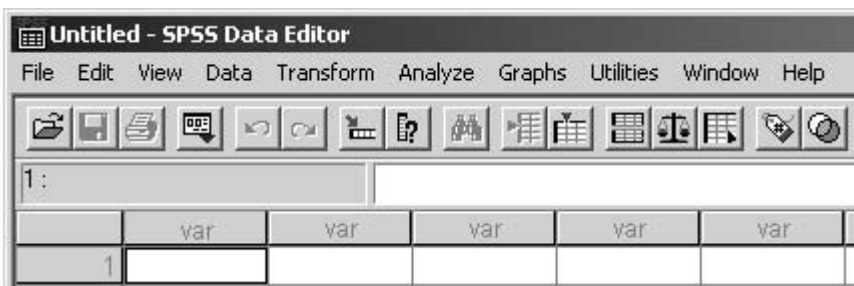 Untitled - SPSS Data Editor
File Edit View Data Transform Analyze Graphs Utilities Window Help
1 :
var var var var var
1